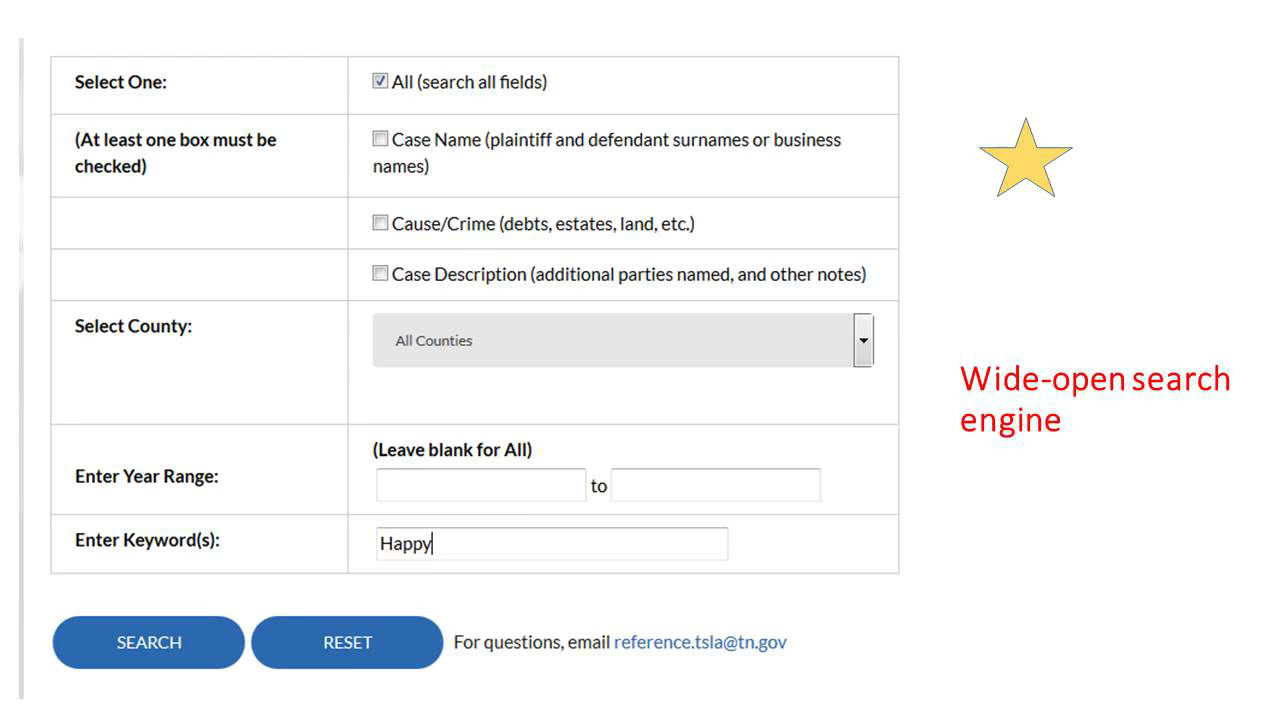 Select One:
All (search all fields)
(At least one box must be
checked)
Case Name (plaintiff and defendant surnames or business
names)
Cause/Crime (debts, estates, land, etc.)
Case Description (additional parties named, and other notes)
Select County:
All Counties
Wide-open search
engine
(Leave blank for All)
Enter Year Range:
to
Enter Keyword(s):
Happy
SEARCH
RESET
For questions, email reference.tsla@tn.gov